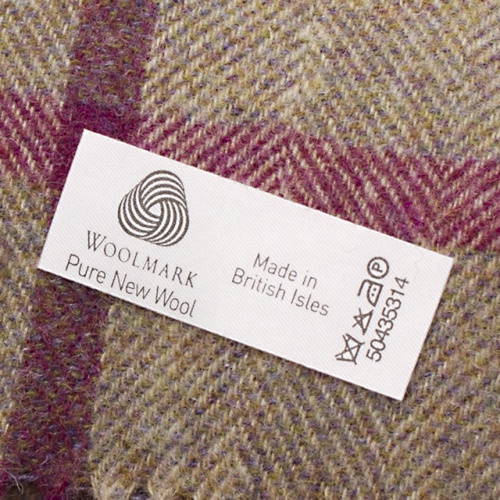 WOOLMARK
Pure New Wool
Made in
British Isles
P
50435314